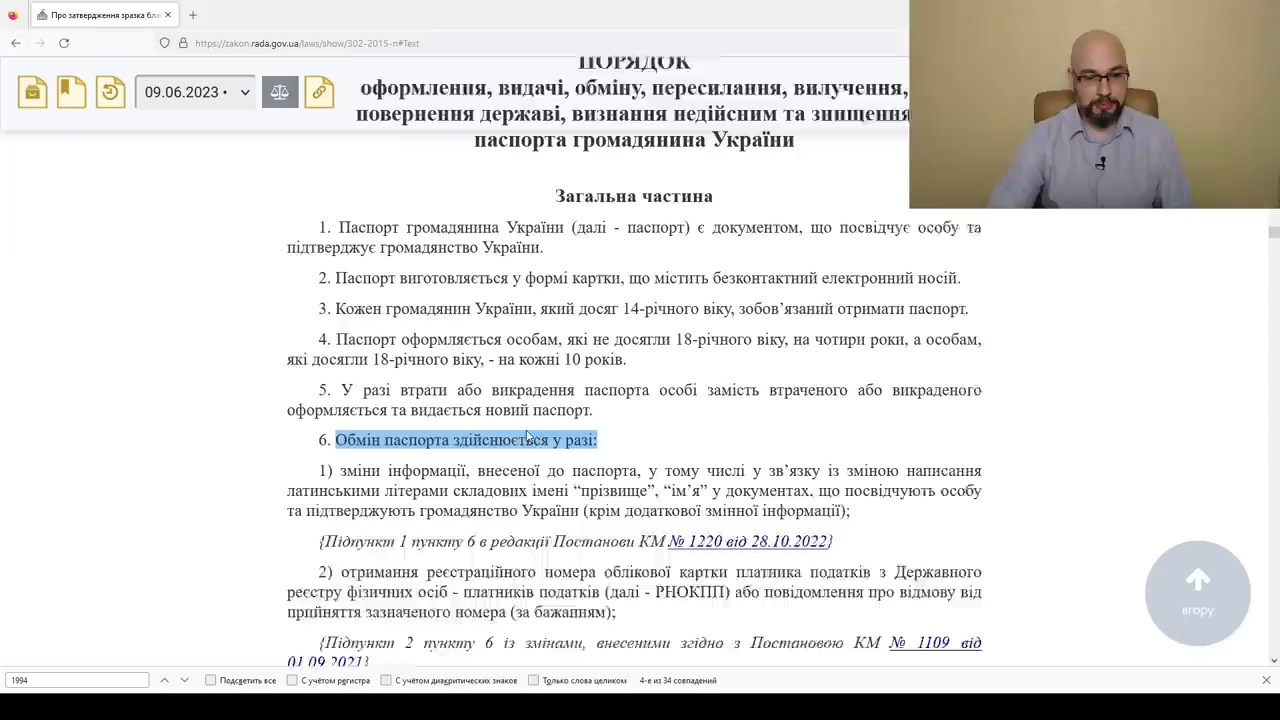 Про затвердження зразка бла
https://zakon.rada.gov.ua/laws/show/302-2015-п#Text
ПОРЯДОК
09.06.2023 •
оформлення, видачі, обміну, пересилання, вилучення,
повернення державі, визнання недійсним та знищення
паспорта громадянина України
Загальна частина
1. Паспорт громадянина України (далі - паспорт) є документом, що посвідчує особу та
підтверджує громадянство України.
2. Паспорт виготовляється у формі картки, що містить безконтактний електронний носій.
3. Кожен громадянин України, який досяг 14-річного віку, зобов’язаний отримати паспорт.
4. Паспорт оформляється особам, які не досягли 18-річного віку, на чотири роки, а особам,
які досягли 18-річного віку, - на кожні 10 років.
5. У разі втрати або викрадення паспорта особі замість втраченого або викраденого
оформляється та видається новий паспорт.
6. Обмін паспорта здійснюється у разі:
1) зміни інформації, внесеної до паспорта, у тому числі у зв’язку із зміною написання
латинськими літерами складових імені “прізвище”, “ім’я” у документах, що посвідчують особу
та підтверджують громадянство України (крім додаткової змінної інформації);
{Підпункт 1 пункту 6 в редакції Постанови КМ № 1220 від 28.10.2022}
2) отримання реєстраційного номера облікової картки платника податків з Державного
реєстру фізичних осіб - платників податків (далі - РНОКПП) або повідомлення про відмову від
прийняття зазначеного номера (за бажанням);
вгору
{Підпункт 2 пункту 6 із змінами, внесеними згідно з Постановою КМ № 1109 від
01.09.2021}
1994
Подсветить все
С учётом регистра
С учётом диакритических знаков
Только слова целиком
4-е из 34 совпадений